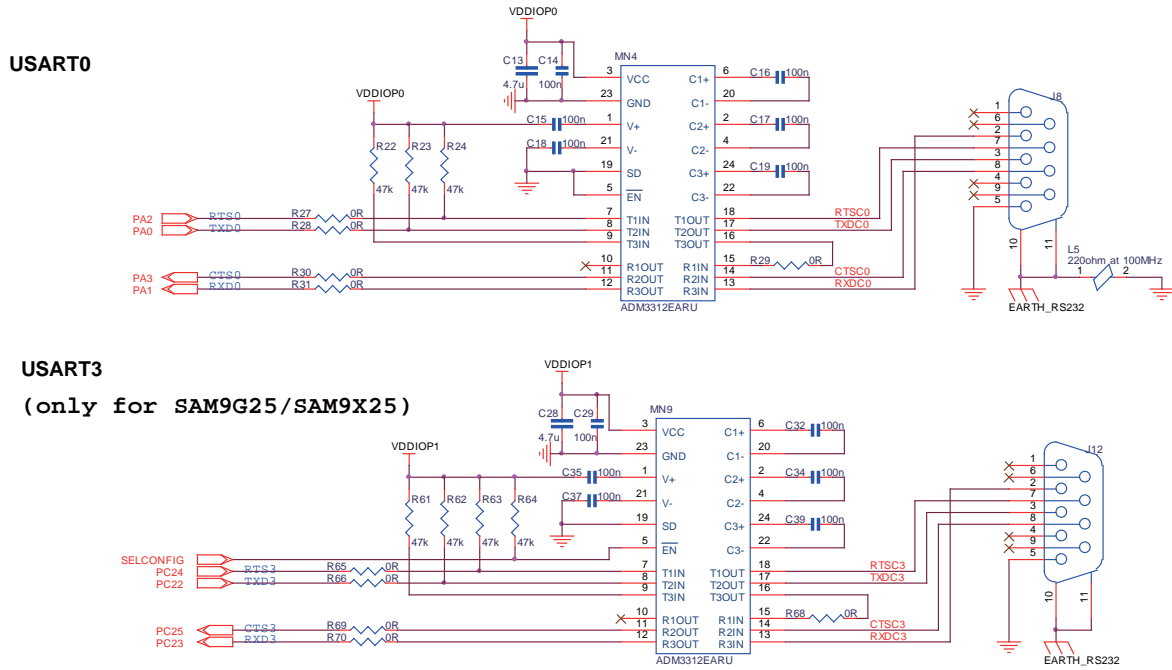 USART0
VDDIOP0
MN4
C13
C14
4.7u
100n
3
VCC
C1+
6
C16
100n
23
GND
C1-
20
VDDIOP0
C15
100n
1
V+
C2+
2
C17
100n
C18
100n
21
V-
C2-
4
R22
R23
R24
19
SD
C3+
24
C19
100n
47k
47k
47k
5
EN
C3-
22
PA2
RTS0
R27
0R
7
T1IN
T1OUT
18
RTSC0
PA0
TXD0
R28
0R
8
T2IN
T2OUT
17
TXDC0
9
T3IN
T3OUT
16
10
R1OUT
R1IN
15
R29
0R
PA3
CTS0
R30
0R
11
R2OUT
R2IN
14
CTSC0
PA1
RXD0
R31
0R
12
R3OUT
R3IN
13
RXDC0
ADM3312EARU
J8
1
6
2
7
3
8
4
9
5
10
11
L5
220ohm at 100MHz
1
2
EARTH_RS232
USART3
(only for SAM9G25/SAM9X25)
VDDIOP1
MN9
C28
C29
4.7u
100n
3
VCC
C1+
6
C32
100n
23
GND
C1-
20
VDDIOP1
C35
100n
1
V+
C2+
2
C34
100n
C37
100n
21
V-
C2-
4
R61
R62
R63
R64
19
SD
C3+
24
C39
100n
47k
47k
47k
47k
5
EN
C3-
22
SELCONFIG
PC24
RTS3
R65
0R
7
T1IN
T1OUT
18
RTSC3
PC22
TXD3
R66
0R
8
T2IN
T2OUT
17
TXDC3
9
T3IN
T3OUT
16
10
R1OUT
R1IN
15
R68
0R
PC25
CTS3
R69
0R
11
R2OUT
R2IN
14
CTSC3
PC23
RXD3
R70
0R
12
R3OUT
R3IN
13
RXDC3
ADM3312EARU
J12
1
6
2
7
3
8
4
9
5
10
11
EARTH_RS232